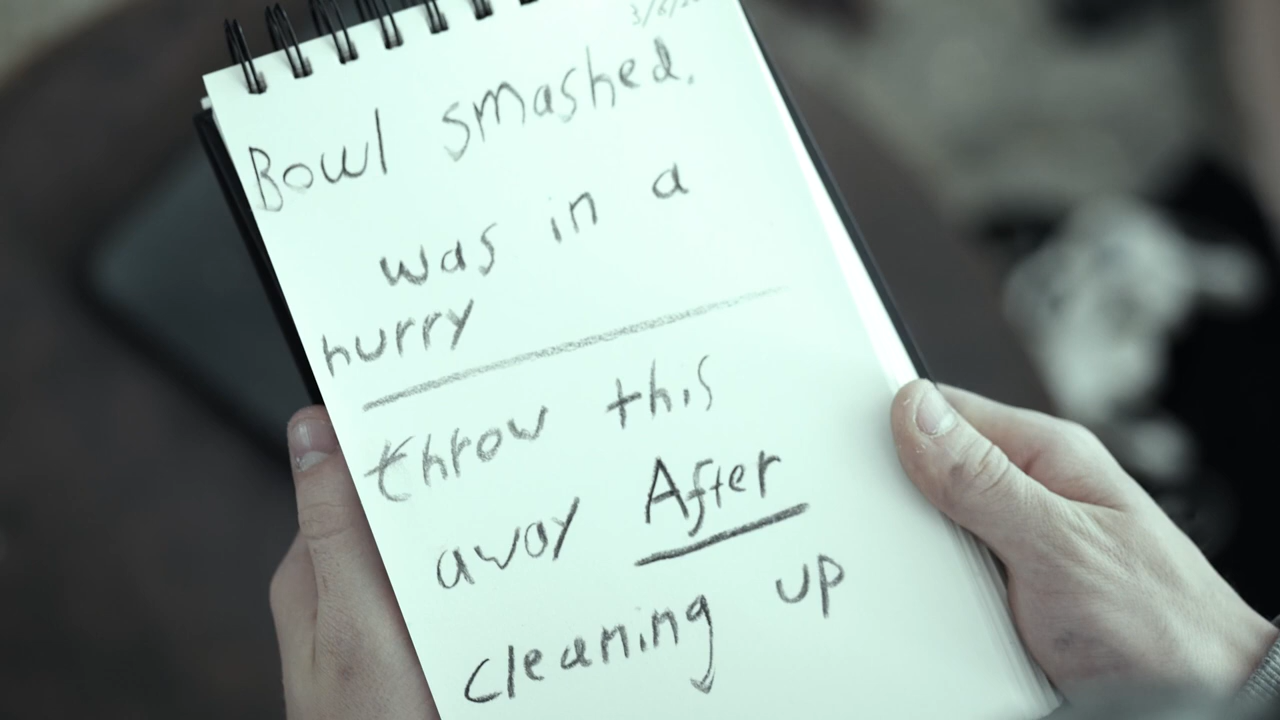 Bowl smashed.
was in a
hurry
throw this
away After
cleaning up